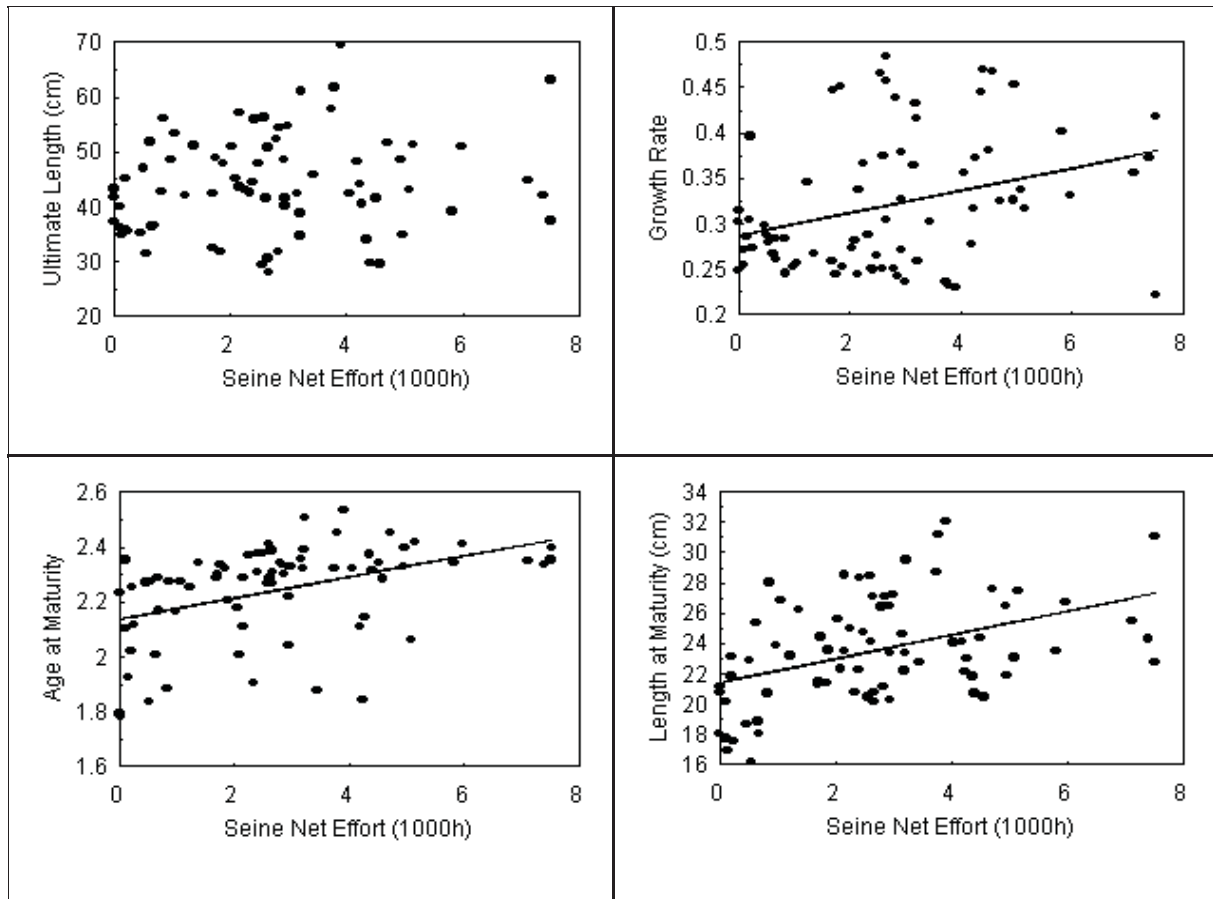 Ultimate Length (cm)
70
60
50
40
30
20
0 2 4 6 8
Seine Net Effort (1000h)
Growth Rate
0.5
0.45
0.4
0.35
0.3
0.25
0.2
0 2 4 6 8
Seine Net Effort (1000h)
Age at Maturity
2.6
2.4
2.2
2
1.8
1.6
0 2 4 6 8
Seine Net Effort (1000h)
Length at Maturity (cm)
34
32
30
28
26
24
22
20
18
16
0 2 4 6 8
Seine Net Effort (1000h)